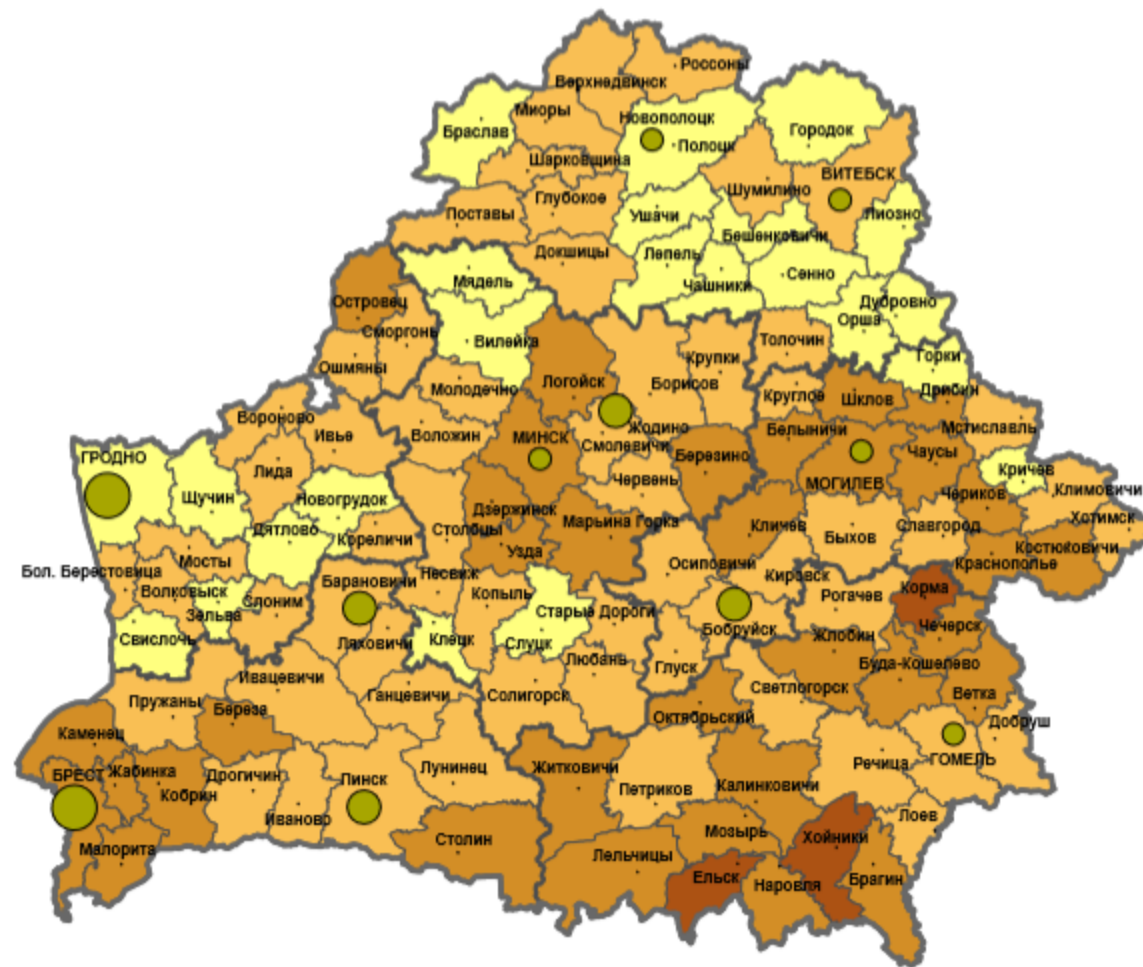 Россоны
Верхнедвинск
Миоры
Браслав
Новополоцк
Полоцк
Городок
Шарковщина
Глубокое
Шумилино
ВИТЕБСК
Поставы
Ушачи
Лиозно
Бешенковичи
Докшицы
Лепель
Сенно
Мядель
Чашники
Островец
Дубровно
Орша
Сморгонь
Вилейка
Толочин
Горки
Ошмяны
Крупки
Молодечно
Логойск
Борисов
Круглое
Шклов
Дрибин
Вороново
Ивье
Воложин
МИНСК
Жодино
Смолевичи
Белыничи
Мстиславль
ГРОДНО
Лида
Березино
Чаусы
Кричев
Щучин
Новогрудок
Червень
МОГИЛЕВ
Чериков
Климовичи
Дзержинск
Столбцы
Марьина Горка
Кличев
Славгород
Хотимск
Дятлово
Кореличи
Узда
Быхов
Костюковичи
Бол. Берестовица
Мосты
Осиповичи
Краснополье
Волковыск
Барановичи
Несвиж
Кировск
Корма
Зельва
Слоним
Копыль
Старые Дороги
Рогачев
Свислочь
Ляховичи
Клецк
Слуцк
Бобруйск
Жлобин
Чечерск
Ивацевичи
Любань
Глуск
Буда-Кошелево
Пружаны
Ганцевичи
Солигорск
Светлогорск
Ветка
Береза
Октябрьский
Добруш
Каменец
БРЕСТ
Жабинка
Дрогичин
Пинск
Лунинец
Житковичи
Петриков
Калинковичи
Речица
ГОМЕЛЬ
Кобрин
Иваново
Лоев
Малорита
Столин
Мозырь
Хойники
Лельчицы
Ельск
Наровля
Брагин